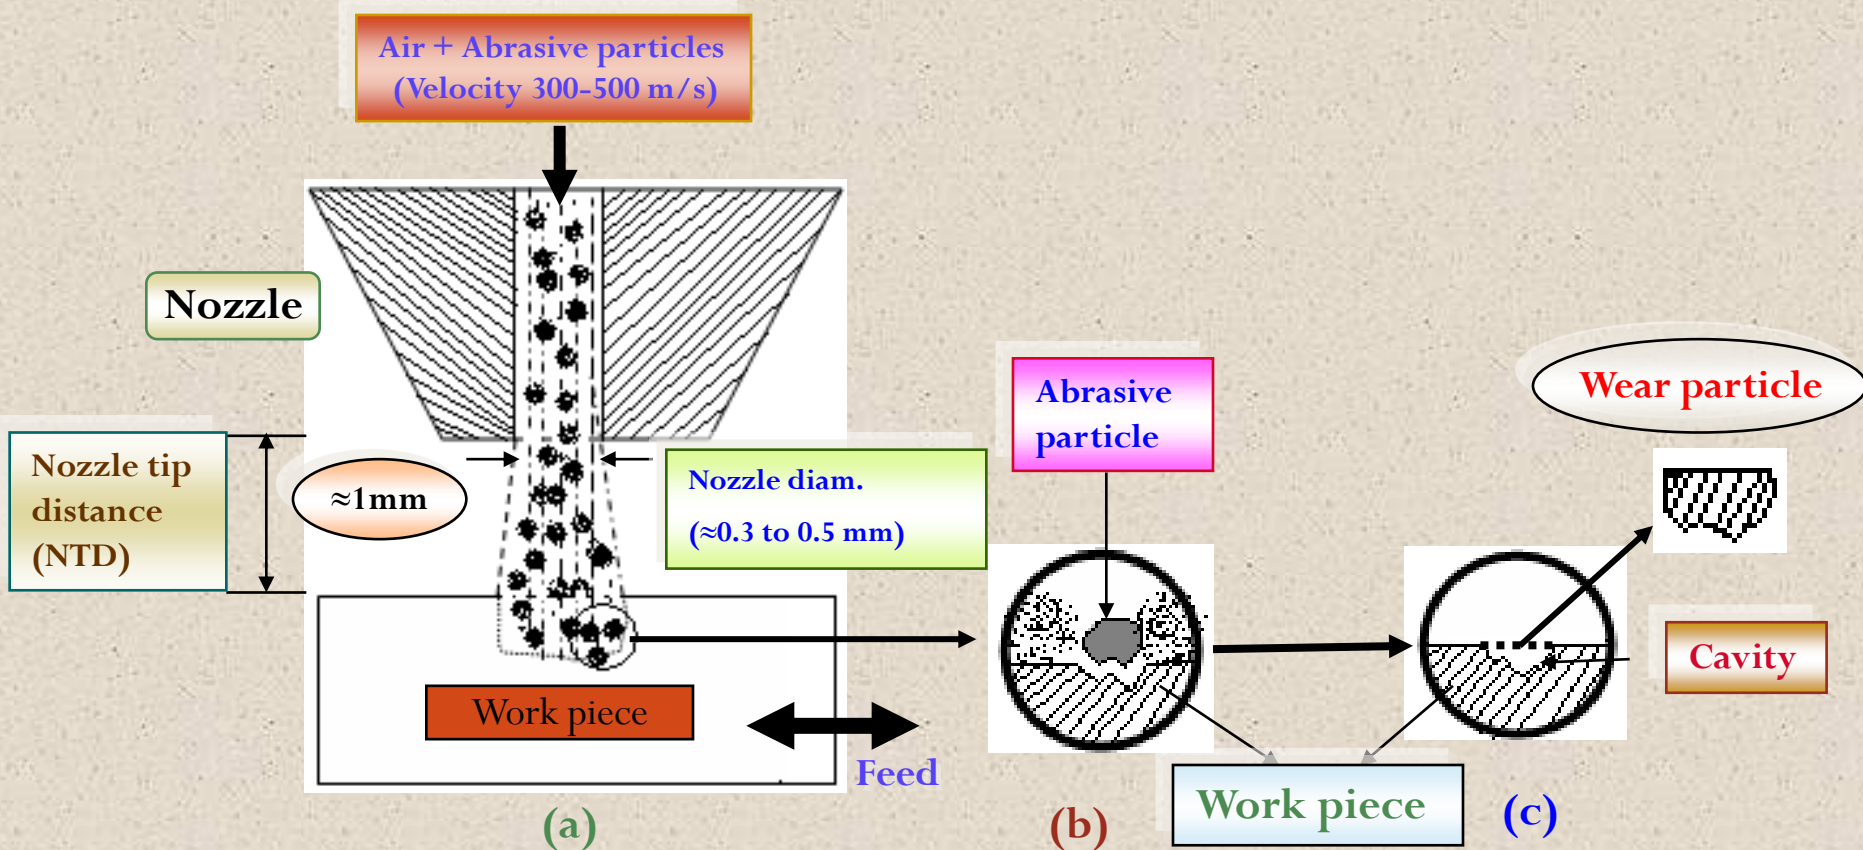 Air + Abrasive particles
(Velocity 300-500 m/s)
Nozzle
Nozzle tip
distance
(NTD)
≈1mm
Nozzle diam.
(≈0.3 to 0.5 mm)
Abrasive
particle
Wear particle
Cavity
Work piece
Feed
Work piece
(a)
(b)
(c)